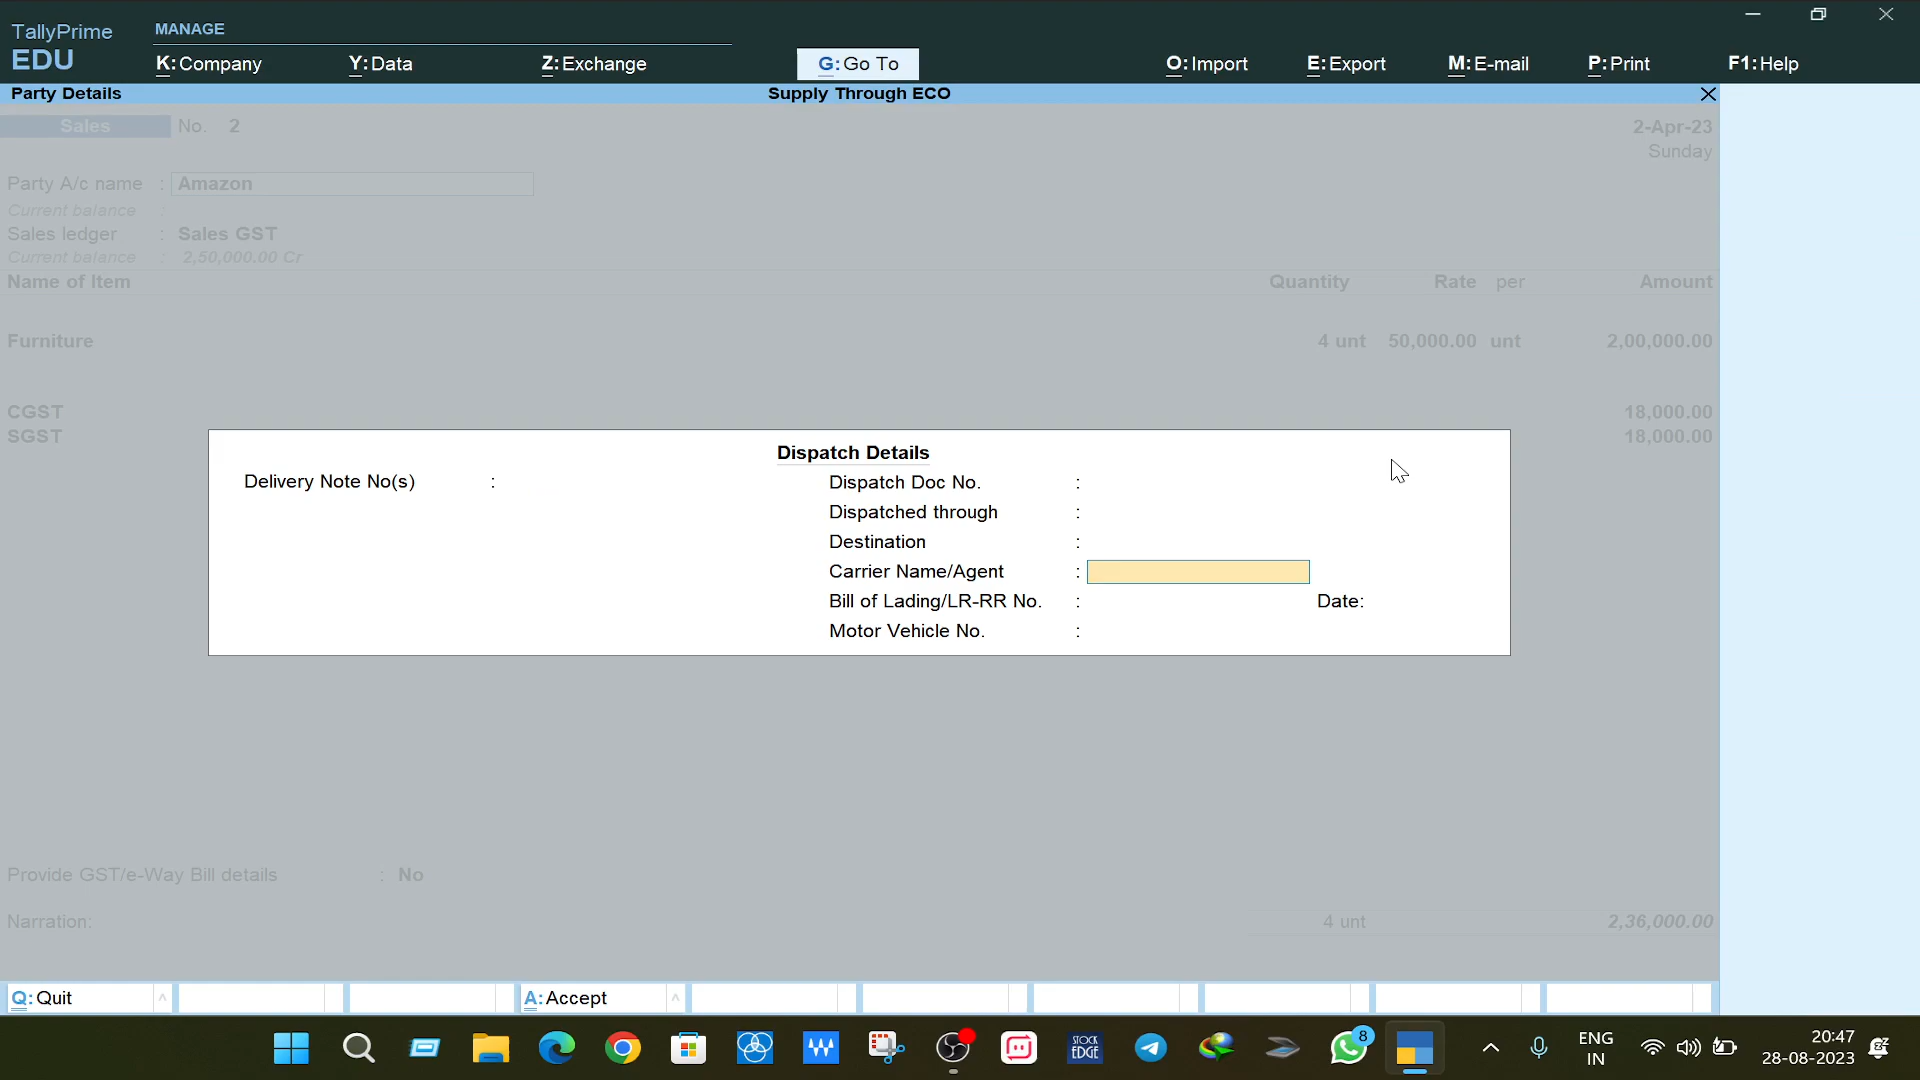 TallyPrime
EDU
MANAGE
K:Company
Y:Data
Z:Exchange
G:Go To
O:Import
E:Export
M:E-mail
P:Print
F1:Help
Party Details
Supply Through ECO
Sales No. 2
2-Apr-23
Sunday
Party A/c name : Amazon
Current balance :
Sales ledger : Sales GST
Current balance : 2,50,000.00 Cr
Name of Item Quantity Rate per Amount
Furniture 4 unt 50,000.00 unt 2,00,000.00
CGST 18,000.00
SGST 18,000.00
Dispatch Details
Delivery Note No(s) :
Dispatch Doc No. :
Dispatched through :
Destination :
Carrier Name/Agent :
Bill of Lading/LR-RR No. : Date:
Motor Vehicle No. :
Provide GST/e-Way Bill details : No
Narration: 4 unt 2,36,000.00
Q:Quit
A:Accept
STOCK
EDGE
8
ENG
IN
20:47
28-08-2023